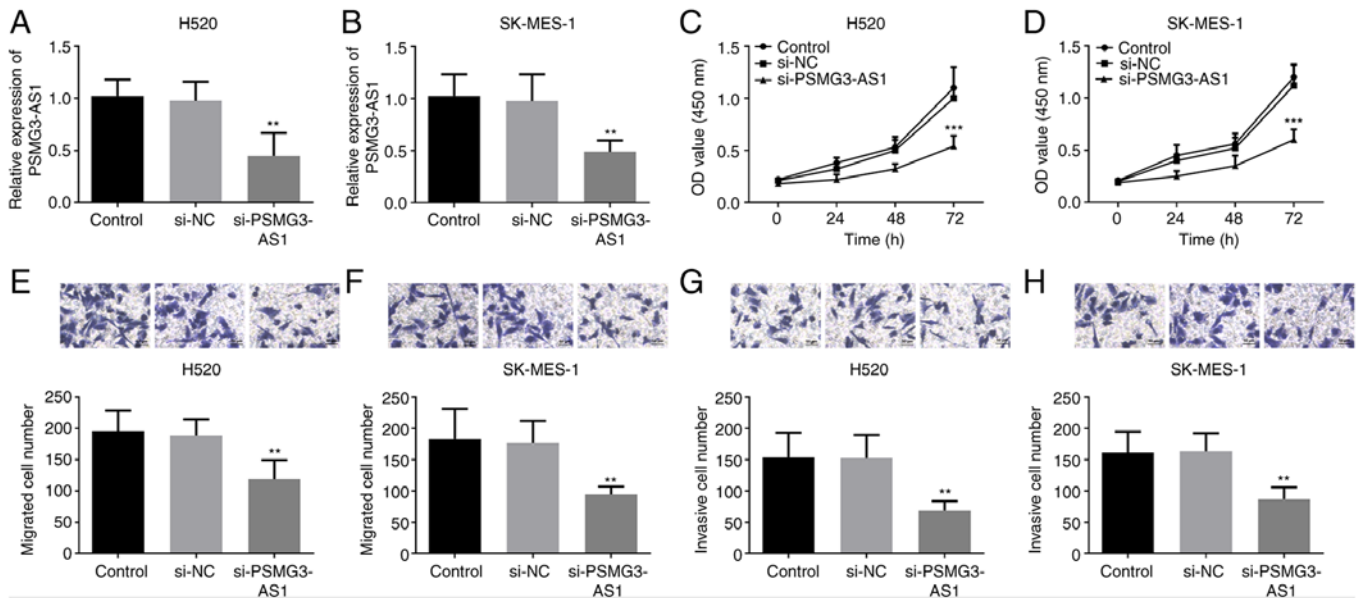 A
H520
Relative expression of
PSMG3-AS1
1.5
1.0
0.5
0.0
**
Control
si-NC
si-PSMG3-
AS1
B
SK-MES-1
Relative expression of
PSMG3-AS1
1.5
1.0
0.5
0.0
**
Control
si-NC
si-PSMG3-
AS1
C
H520
OD value (450 nm)
1.5
1.0
0.5
0.0
Control
si-NC
si-PSMG3-AS1
***
0
24
48
72
Time (h)
D
SK-MES-1
OD value (450 nm)
1.5
1.0
0.5
0.0
Control
si-NC
si-PSMG3-AS1
***
0
24
48
72
Time (h)
E
H520
Migrated cell number
250
200
150
100
50
0
**
Control
si-NC
si-PSMG3-
AS1
F
SK-MES-1
Migrated cell number
250
200
150
100
50
0
**
Control
si-NC
si-PSMG3-
AS1
G
H520
Invasive cell number
250
200
150
100
50
0
**
Control
si-NC
si-PSMG3-
AS1
H
SK-MES-1
Invasive cell number
250
200
150
100
50
0
**
Control
si-NC
si-PSMG3-
AS1